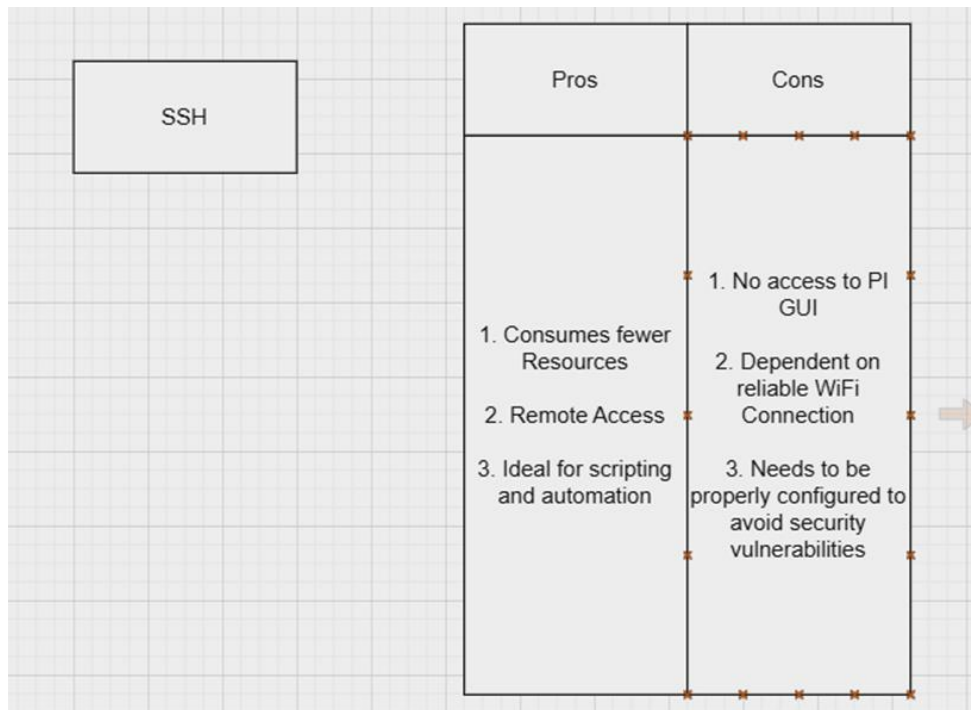 SSH
Pros
Cons
1. Consumes fewer
Resources
2. Remote Access
3. Ideal for scripting
and automation
1. No access to PI
GUI
2. Dependent on
reliable WiFi
Connection
3. Needs to be
properly configured to
avoid security
vulnerabilities